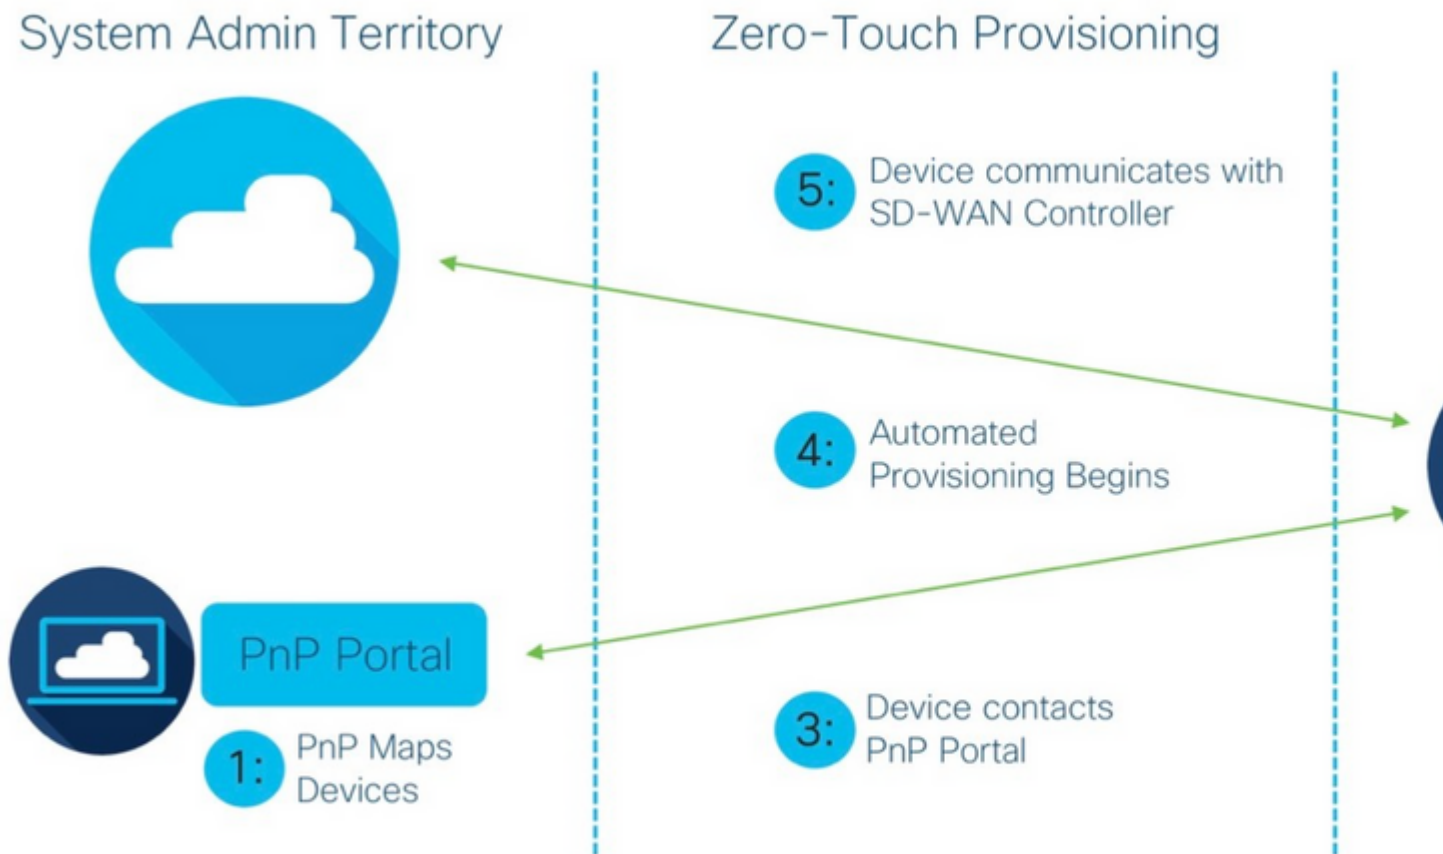 System Admin Territory
Zero-Touch Provisioning
5:
Device communicates with
SD-WAN Controller
4:
Automated
Provisioning Begins
PnP Portal
1:
PnP Maps
Devices
3:
Device contacts
PnP Portal